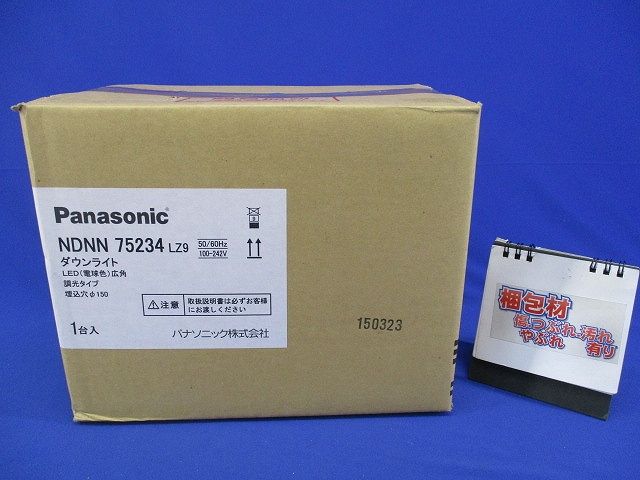 Panasonic
NDNN 75234 LZ9
50/60Hz
100-242V
ダウンライト
LED(電球色)広角
調光タイプ
埋込穴φ150
注意
取扱説明書は必ずお客様
にお渡しください
1台入
パナソニック株式会社
150323
梱包材
傷つぶれ・汚れ
やぶれ 有り